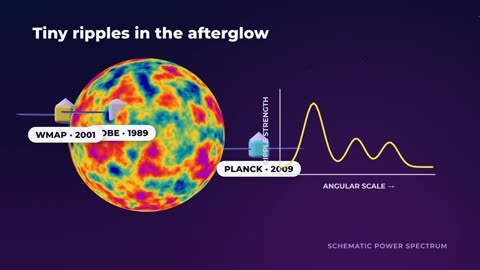 Tiny ripples in the afterglow
WMAP • 2001
OBE • 1989
PLANCK • 2009
RIPPLE STRENGTH
ANGULAR SCALE →
SCHEMATIC POWER SPECTRUM